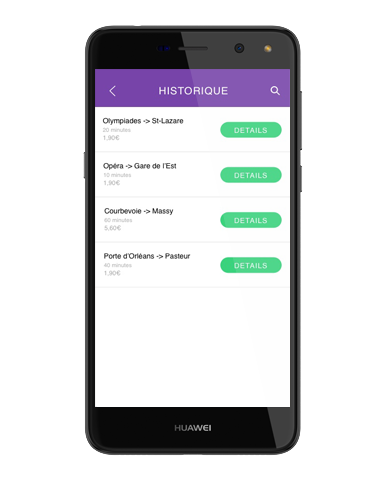 HISTORIQUE
Olympiades -> St-Lazare
20 minutes
1,90€
DETAILS
Opéra -> Gare de l'Est
10 minutes
1,90€
DETAILS
Courbevoie -> Massy
60 minutes
5,60€
DETAILS
Porte d'Orléans -> Pasteur
40 minutes
1,90€
DETAILS
HUAWEI